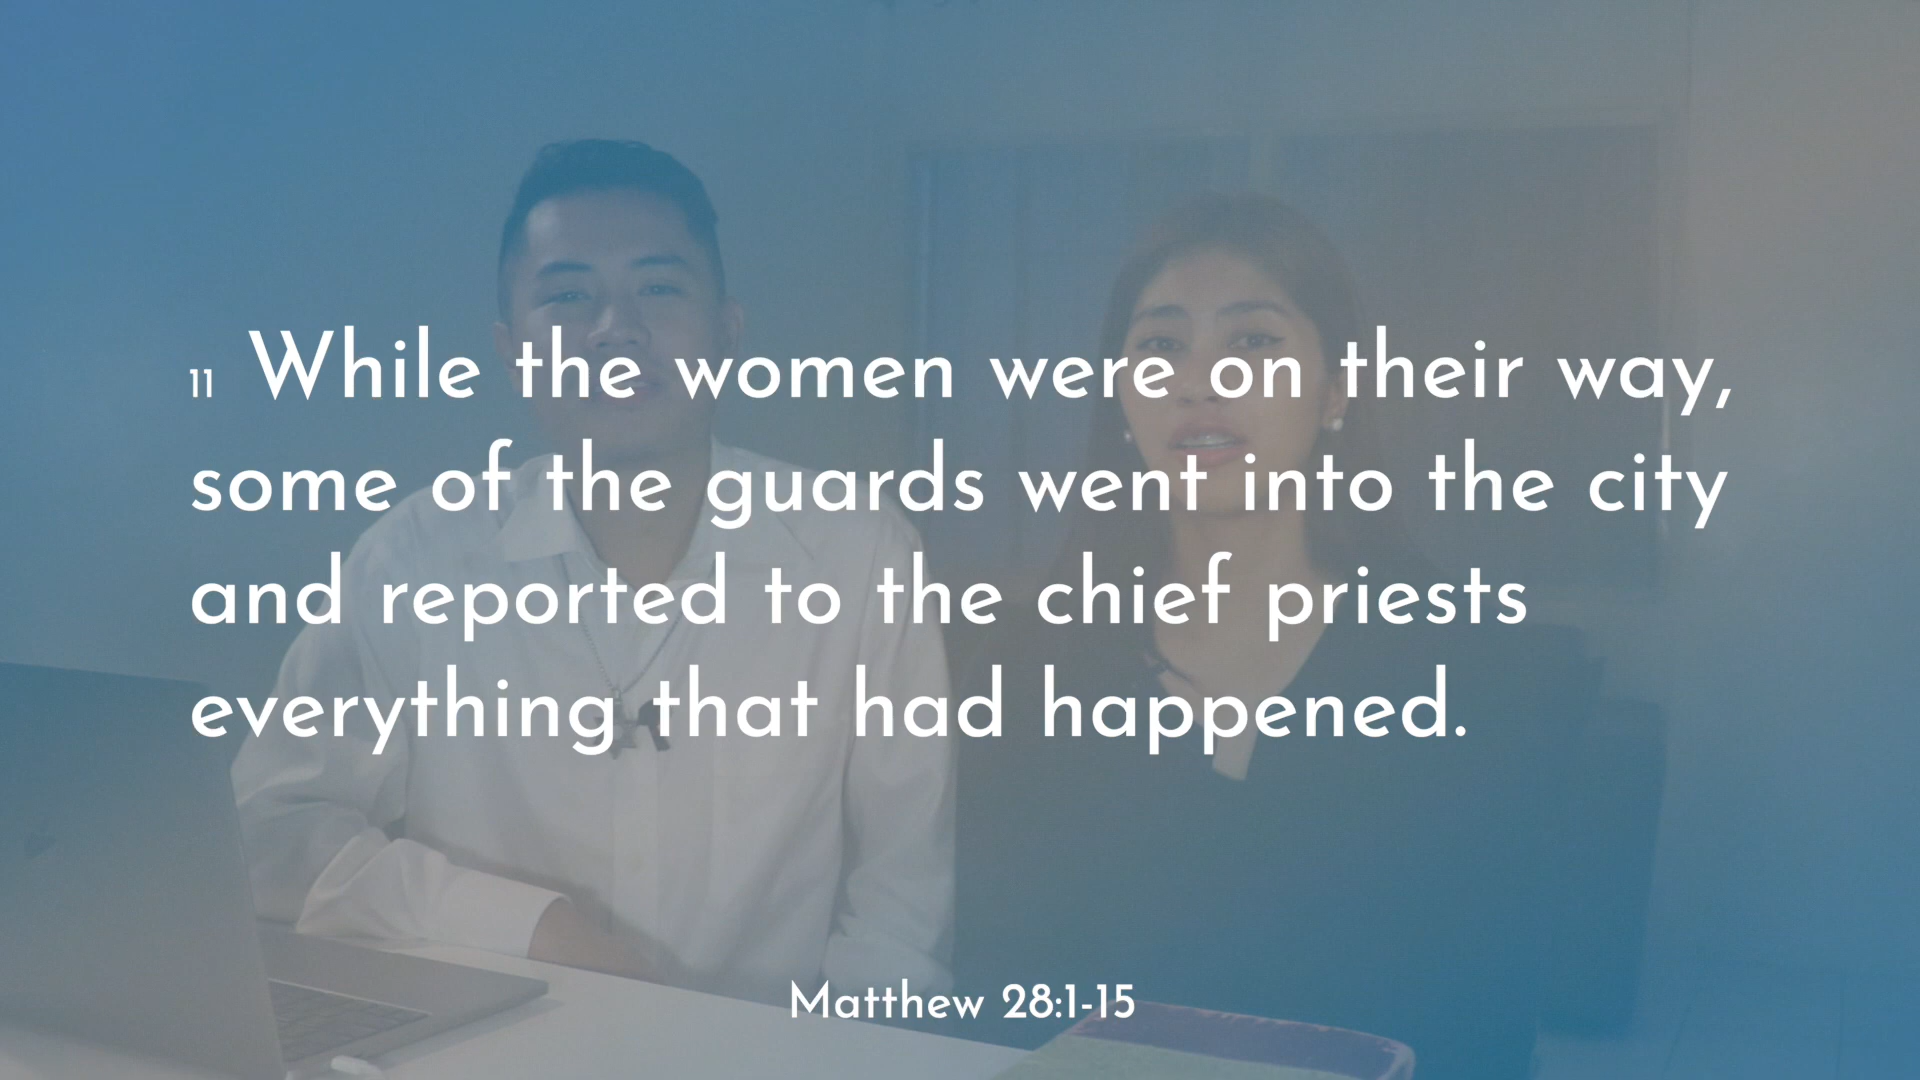 11 While the women were on their way,
some of the guards went into the city
and reported to the chief priests
everything that had happened.
Matthew 28:1-15